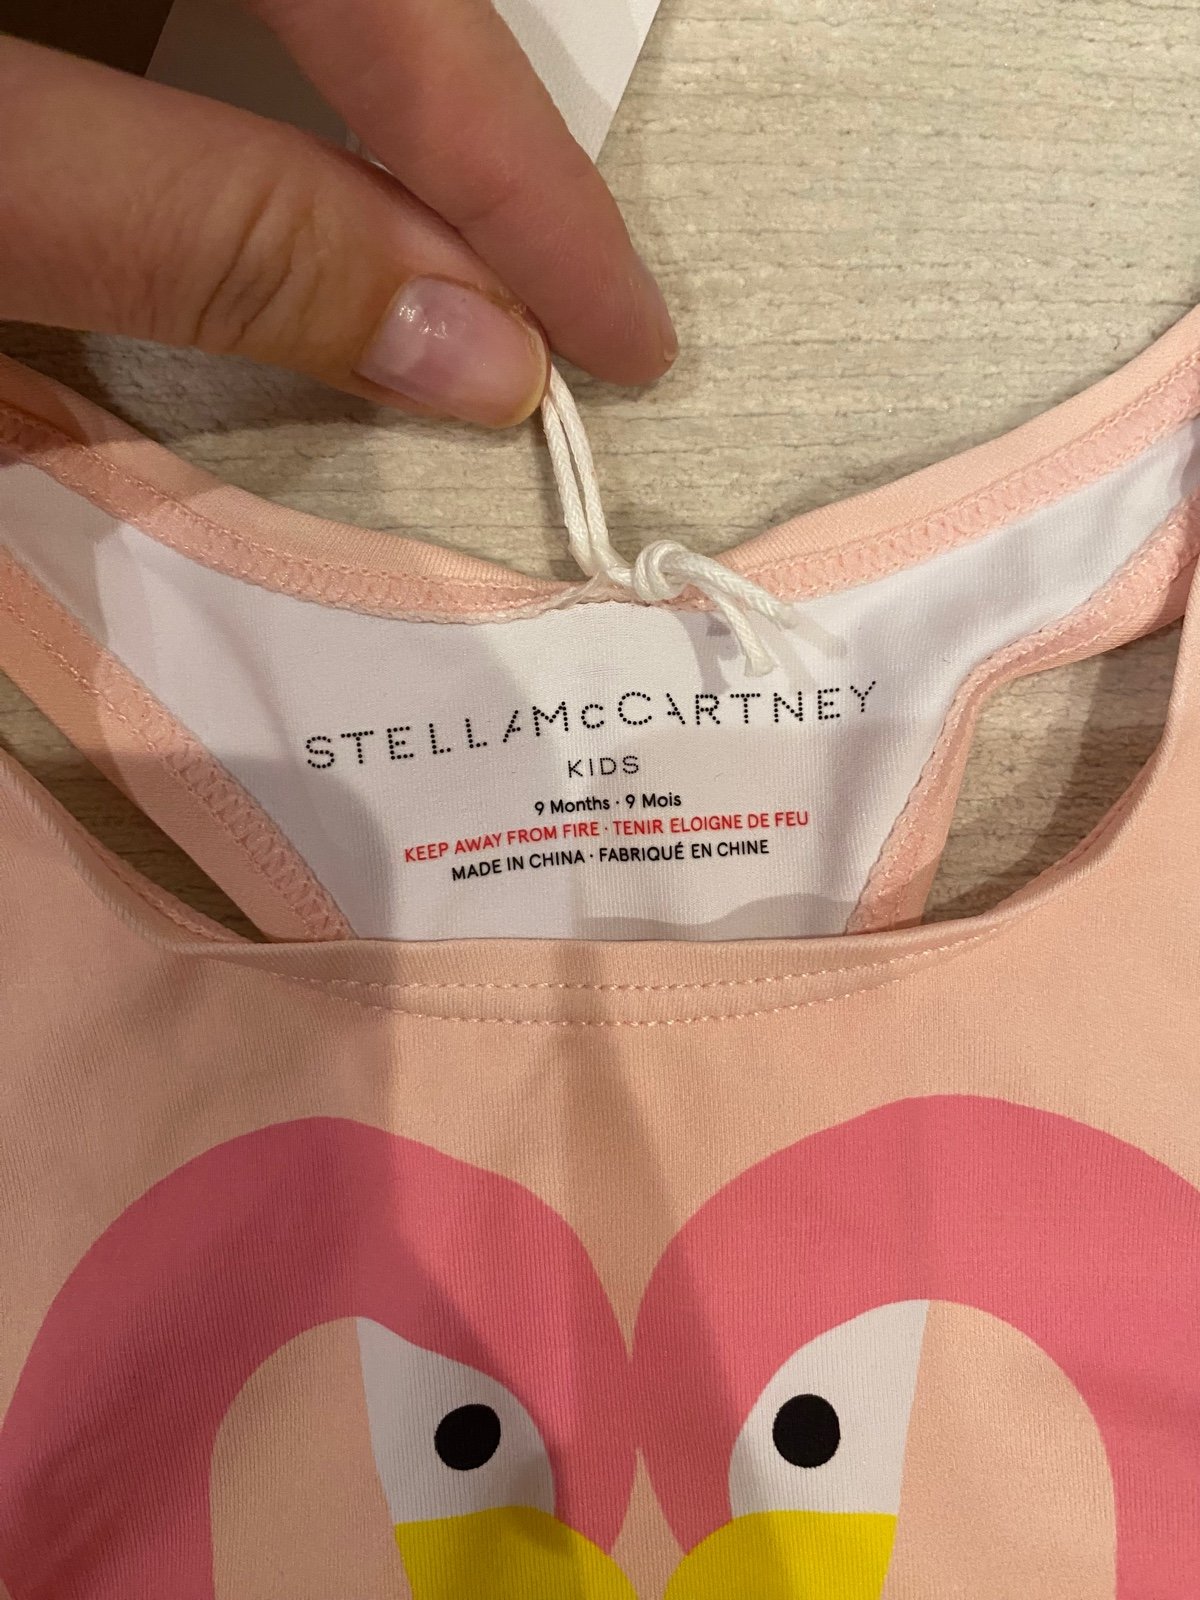 STELLAMcCARTNEY
KIDS
9 Months · 9 Mois
KEEP AWAY FROM FIRE · TENIR ELOIGNE DE FEU
MADE IN CHINA · FABRIQUÉ EN CHINE